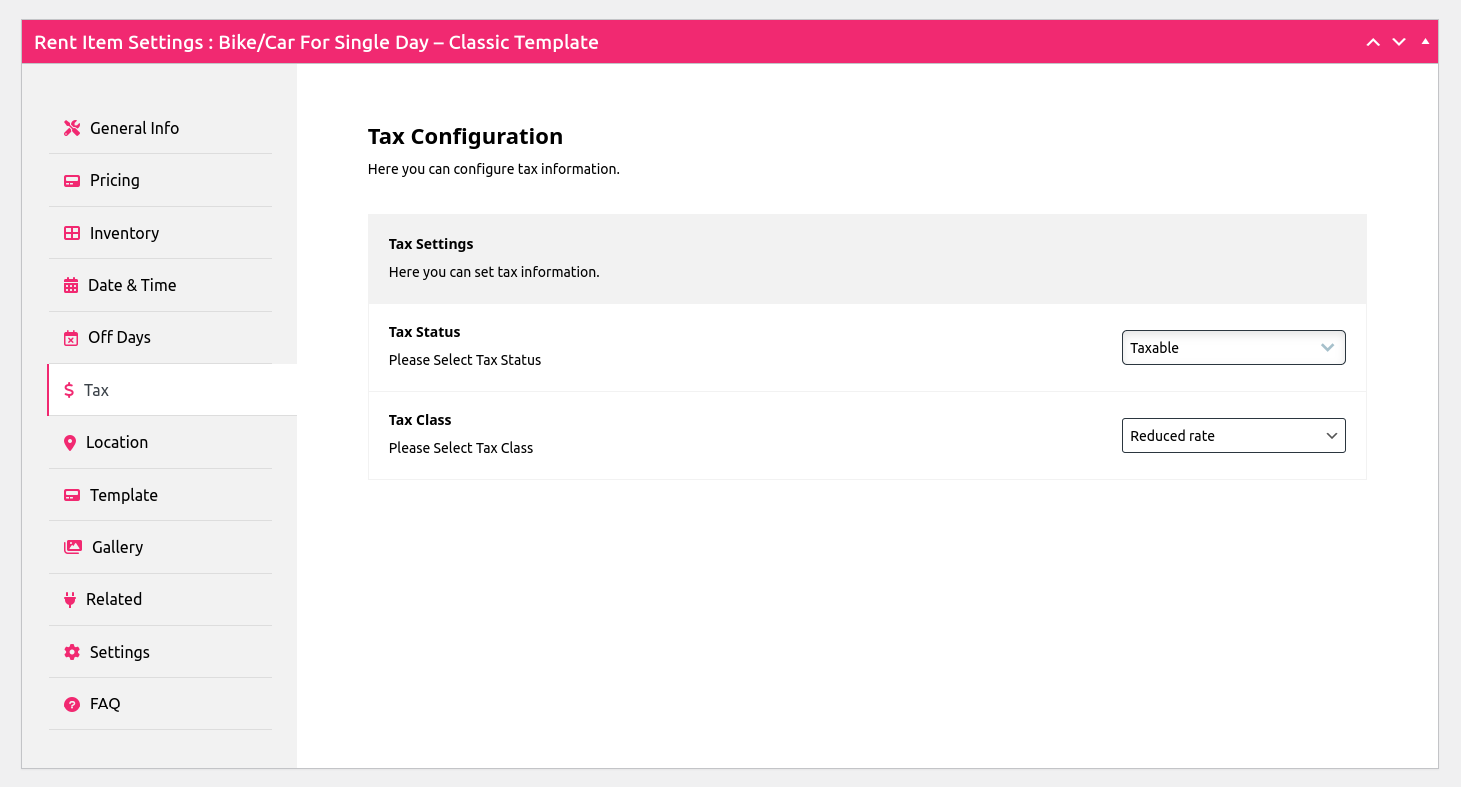 Rent Item Settings : Bike/Car For Single Day – Classic Template
General Info
Pricing
Inventory
Date & Time
Off Days
Tax
Location
Template
Gallery
Related
Settings
FAQ
Tax Configuration
Here you can configure tax information.
Tax Settings
Here you can set tax information.
Tax Status
Please Select Tax Status
Taxable
Tax Class
Please Select Tax Class
Reduced rate